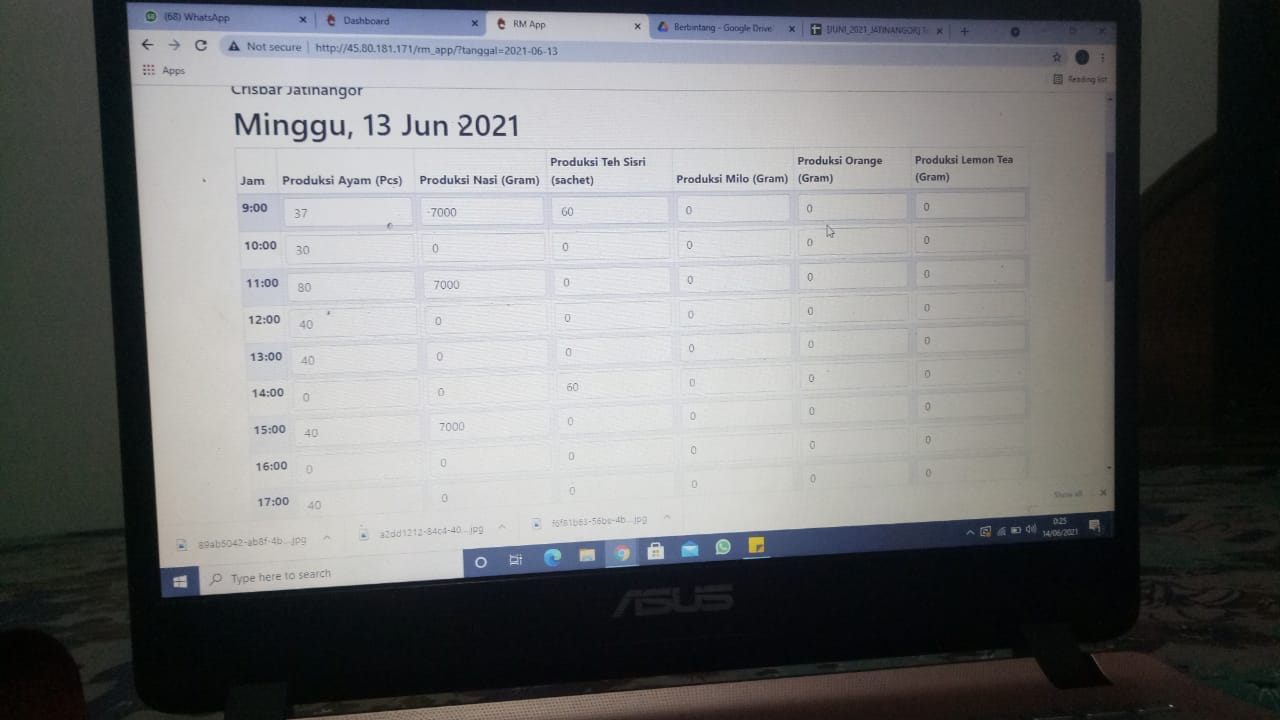 (68) WhatsApp
Dashboard
RM App
Berbintang - Google Drive
Not secure
http://45.80.181.171/rm_app/?tanggal=2021-06-13
Apps
Reading list
Crisbar Jatinangor
Minggu, 13 Jun 2021
Jam Produksi Ayam (Pcs) Produksi Nasi (Gram) Produksi Teh Sisri (sachet) Produksi Milo (Gram) Produksi Orange (Gram) Produksi Lemon Tea (Gram)
9:00 37 7000 60 0 0 0
10:00 30 0 0 0 0 0
11:00 80 7000 0 0 0 0
12:00 40 0 0 0 0 0
13:00 40 0 0 0 0 0
14:00 0 0 60 0 0 0
15:00 40 7000 0 0 0 0
16:00 0 0 0 0 0 0
17:00 40 0 0 0 0 0
Show all
89ab5042-ab8f-4b....jpg
a2dd1212-84c4-40....jpg
f6f81b63-56be-4b....jpg
Type here to search
0:25
14/06/2021
ASUS